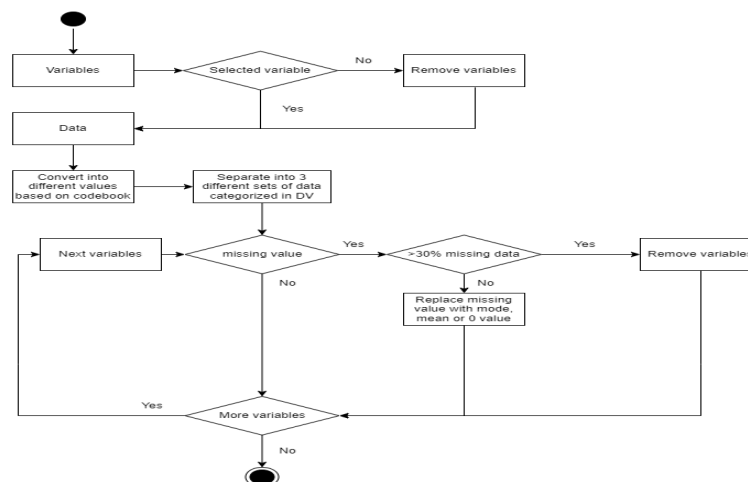 Variables
Selected variable
No
Remove variables
Yes
Data
Convert into
different values
based on codebook
Separate into 3
different sets of data
categorized in DV
Next variables
missing value
Yes
>30% missing data
Yes
Remove variables
No
No
Replace missing
value with mode,
mean or 0 value
Yes
More variables
No